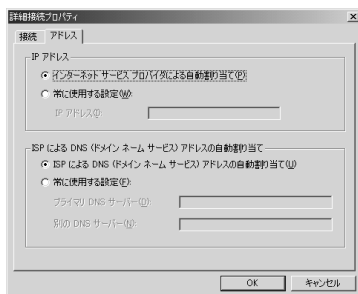 詳細接続プロパティ
接続 アドレス
IP アドレス
インターネット サービス プロバイダによる自動割り当て(P)
常に使用する設定(W):
IP アドレス(I):
ISP による DNS (ドメイン ネーム サービス) アドレスの自動割り当て
ISP による DNS (ドメイン ネーム サービス) アドレスの自動割り当て(U)
常に使用する設定(F):
プライマリ DNS サーバー(D):
別の DNS サーバー(N):
OK キャンセル